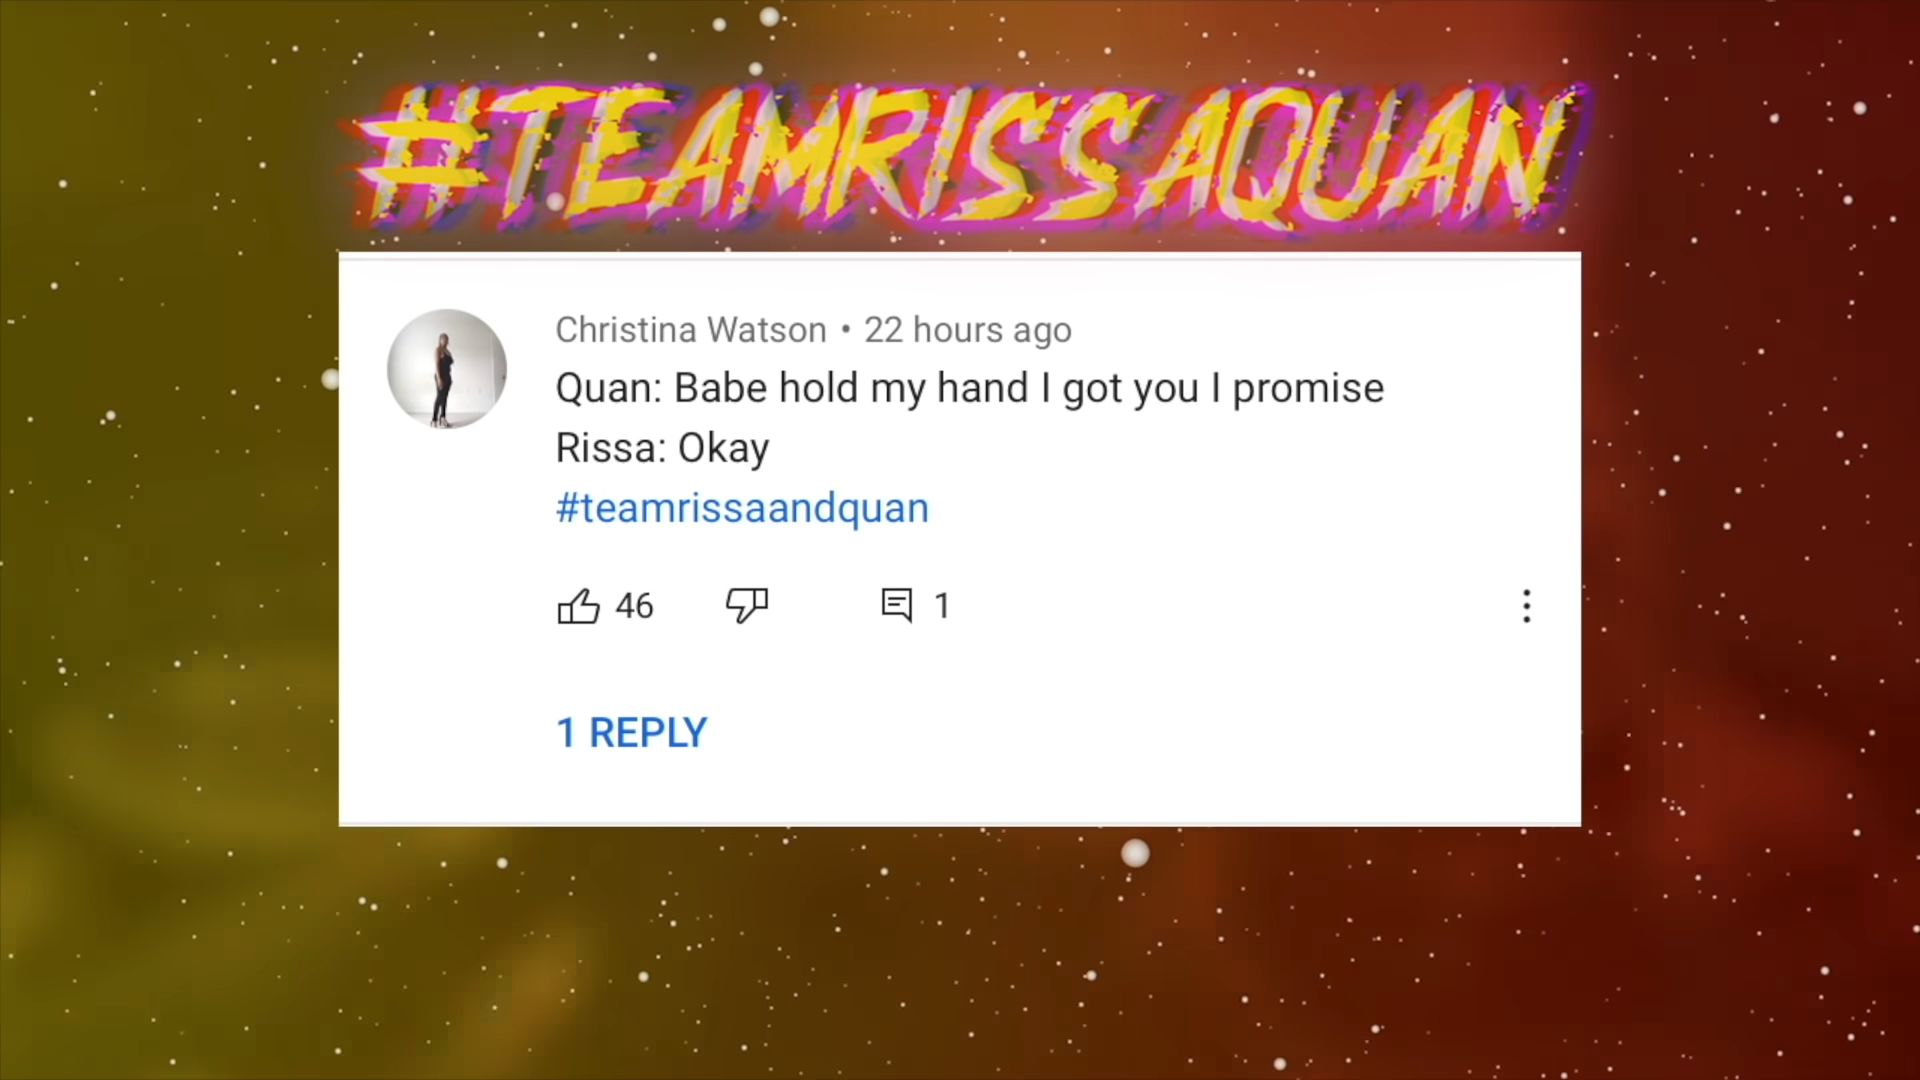 #TEAMRISSAQUAN
Christina Watson • 22 hours ago
Quan: Babe hold my hand I got you I promise
Rissa: Okay
#teamrissaandquan
46 1
1 REPLY